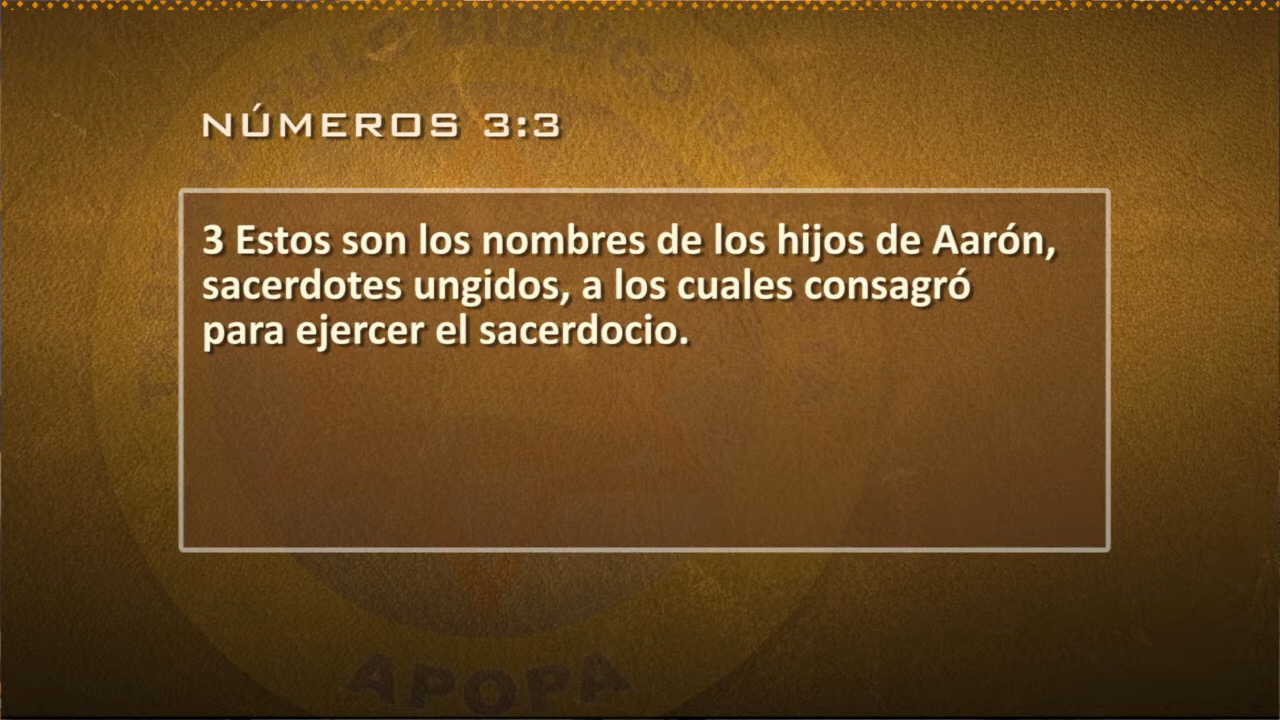 NÚMEROS 3:3
3 Estos son los nombres de los hijos de Aarón,
sacerdotes ungidos, a los cuales consagró
para ejercer el sacerdocio.
APOPA